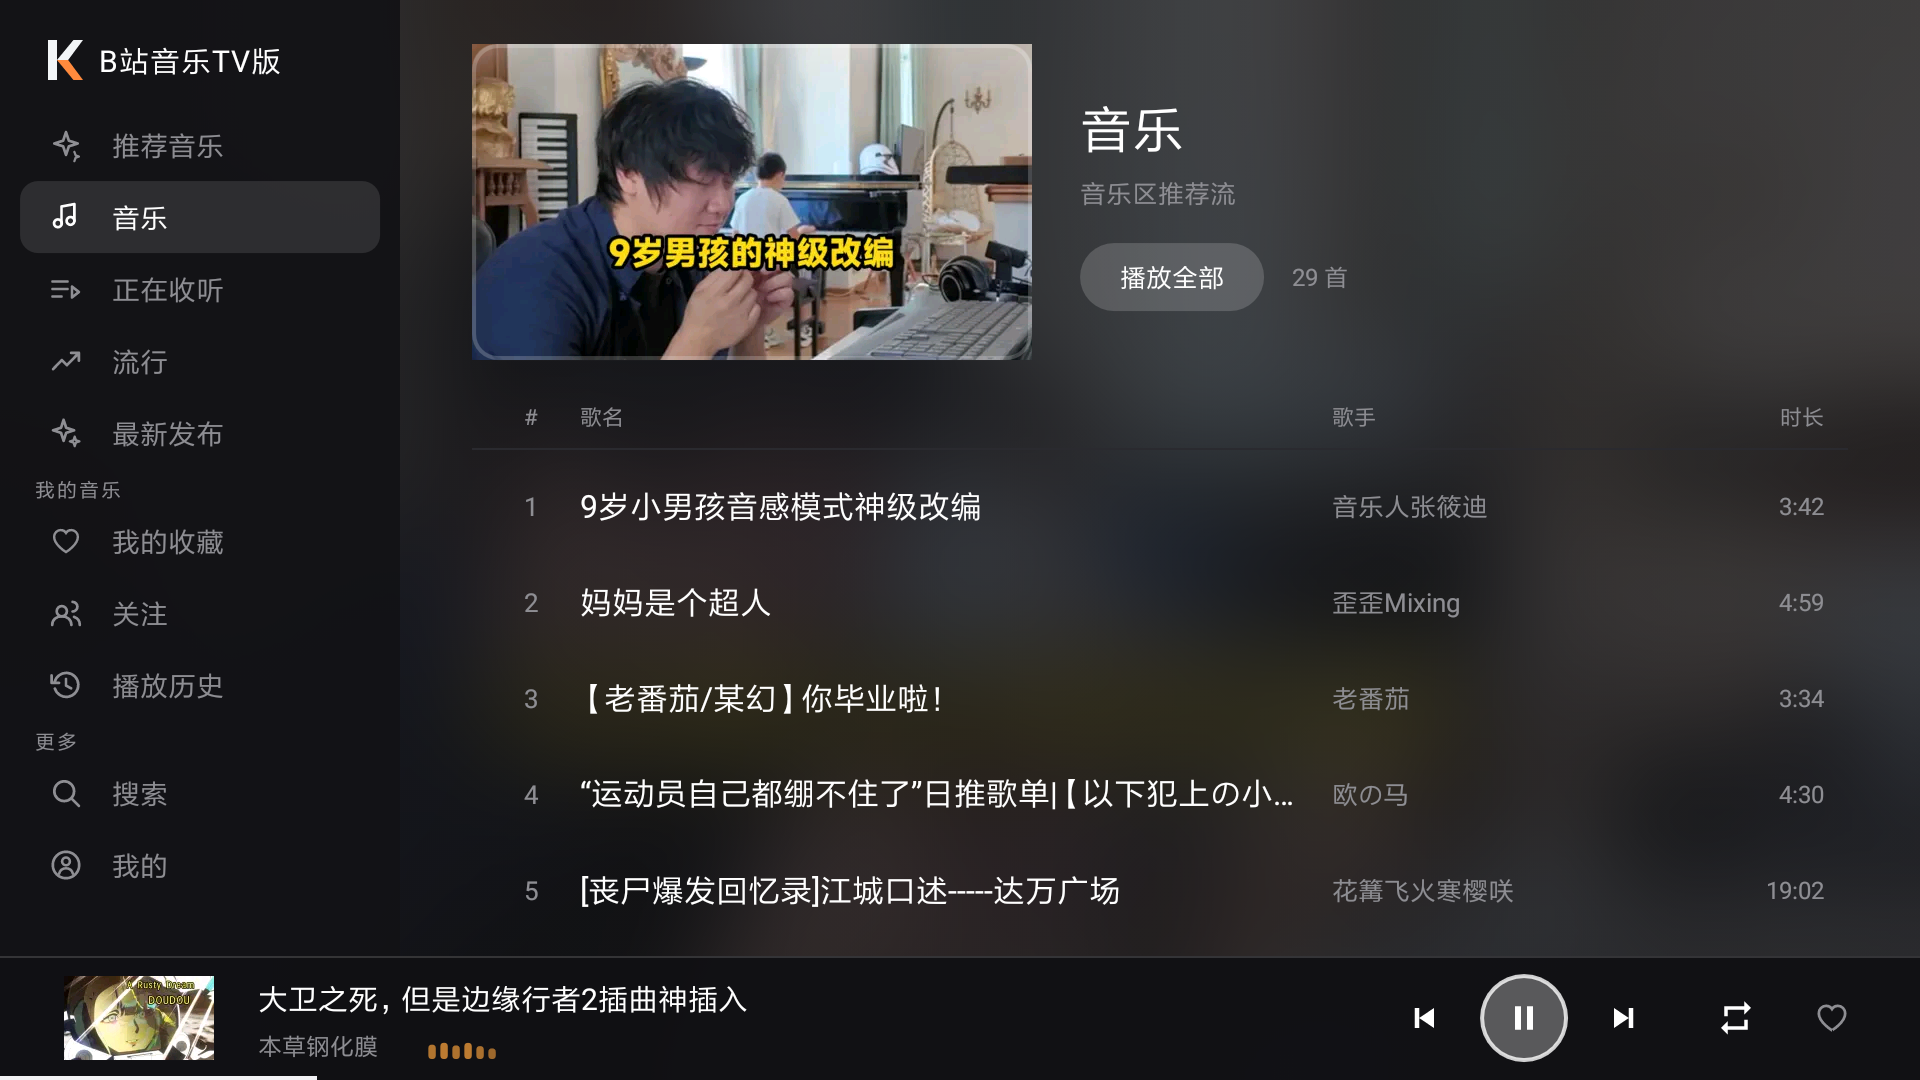 B站音乐TV版
推荐音乐
音乐
正在收听
流行
最新发布
我的音乐
我的收藏
关注
播放历史
更多
搜索
我的
9岁男孩的神级改编
音乐
音乐区推荐流
播放全部
29 首
# 歌名 歌手 时长
1 9岁小男孩音感模式神级改编 音乐人张筱迪 3:42
2 妈妈是个超人 歪歪Mixing 4:59
3 【老番茄/某幻】你毕业啦！ 老番茄 3:34
4 “运动员自己都绷不住了”日推歌单|【以下犯上の小... 欧の马 4:30
5 [丧尸爆发回忆录]江城口述-----达万广场 花篝飞火寒樱咲 19:02
A Rusty Dream
DOUDOU
大卫之死，但是边缘行者2插曲神插入
本草钢化膜